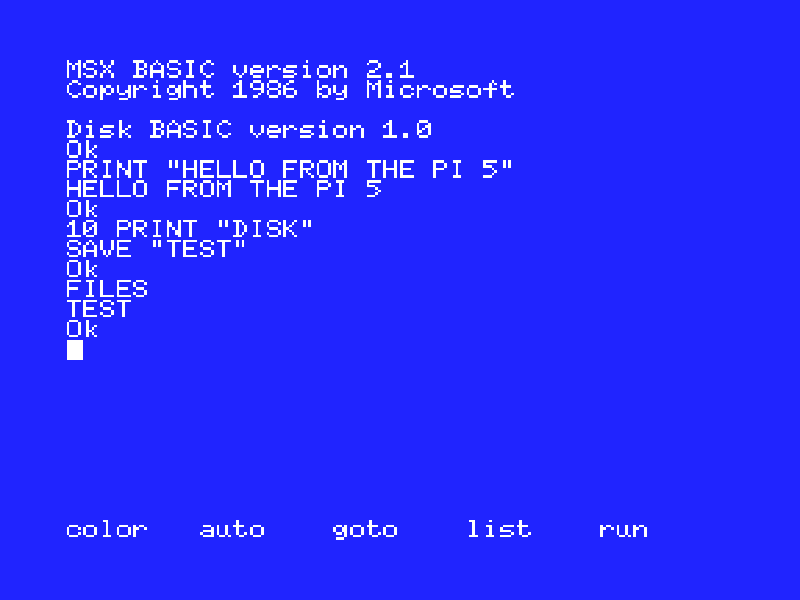 MSX BASIC version 2.1
Copyright 1986 by Microsoft
Disk BASIC version 1.0
Ok
PRINT "HELLO FROM THE PI 5"
HELLO FROM THE PI 5
Ok
10 PRINT "DISK"
SAVE "TEST"
Ok
FILES
TEST
Ok
color auto goto list run